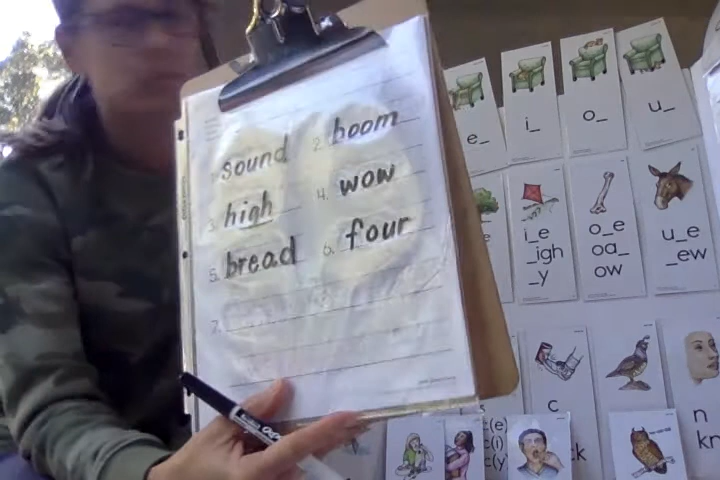 1. sound 2. boom
3. high 4. wow
5. bread 6. four
7.
e_ i_ o_ u_
i_e o_e u_e
_igh oa_ _ew
_y ow
c n
c(e)
c(i)
c(y